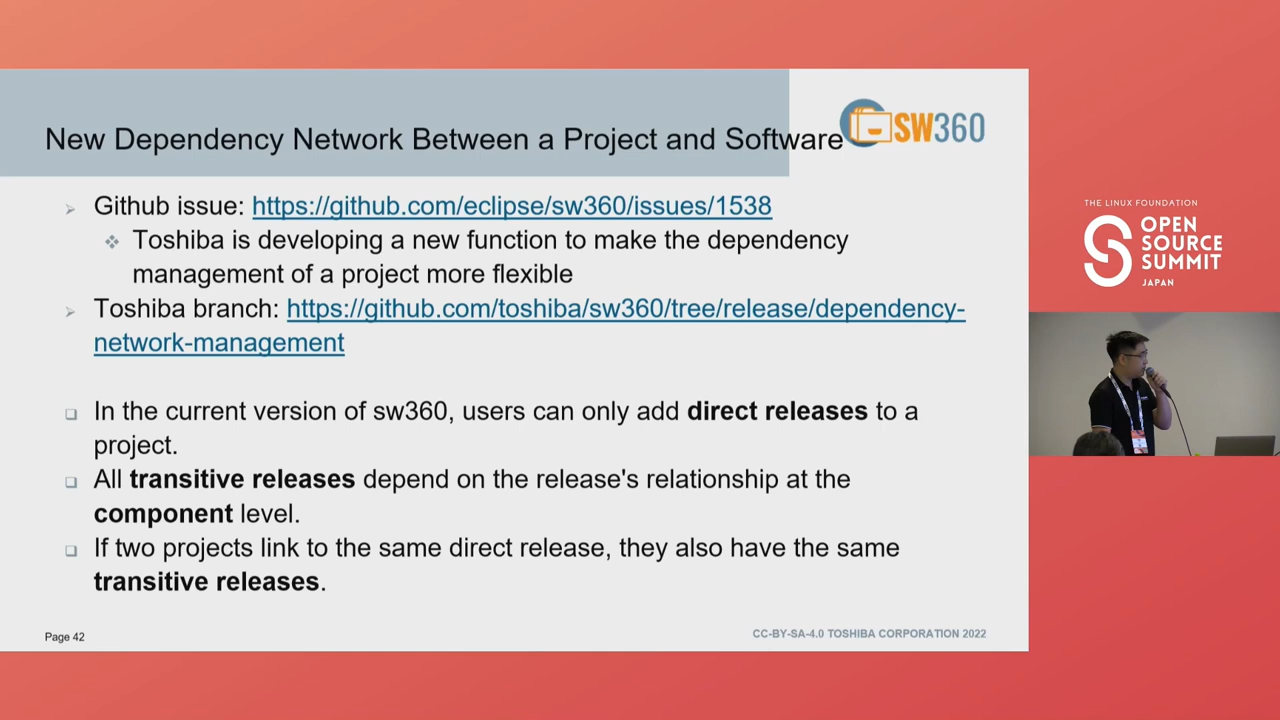 New Dependency Network Between a Project and Software
SW360
Github issue: https://github.com/eclipse/sw360/issues/1538
Toshiba is developing a new function to make the dependency
management of a project more flexible
Toshiba branch: https://github.com/toshiba/sw360/tree/release/dependency-
network-management
In the current version of sw360, users can only add direct releases to a
project.
All transitive releases depend on the release's relationship at the
component level.
If two projects link to the same direct release, they also have the same
transitive releases.
Page 42
CC-BY-SA-4.0 TOSHIBA CORPORATION 2022
THE LINUX FOUNDATION
OPEN
SOURCE
SUMMIT
JAPAN